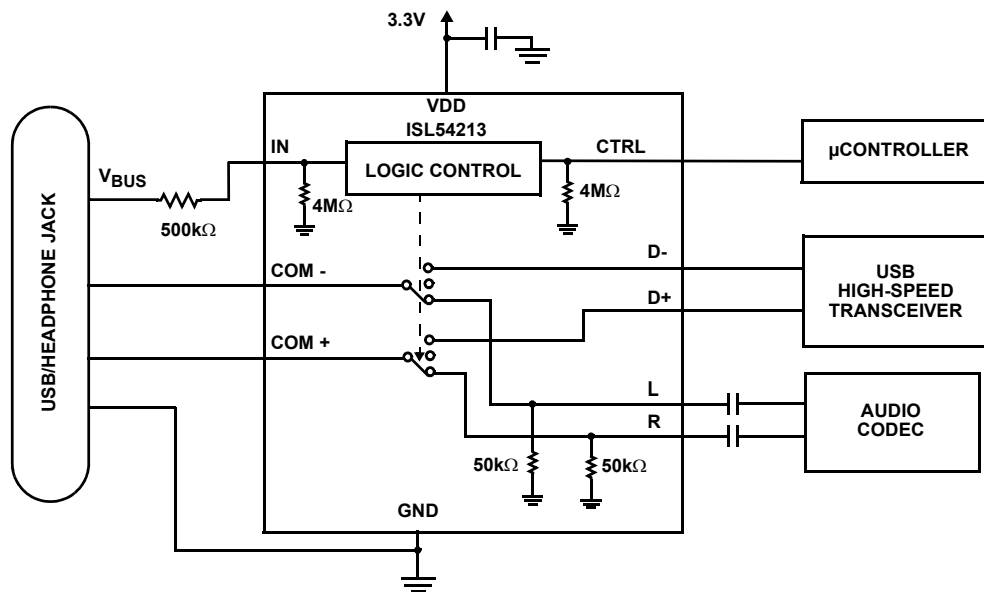 3.3V
VDD
ISL54213
IN
LOGIC CONTROL
CTRL
µCONTROLLER
VBUS
500kΩ
4MΩ
4MΩ
USB/HEADPHONE JACK
COM -
COM +
D-
D+
USB
HIGH-SPEED
TRANSCEIVER
L
R
AUDIO
CODEC
50kΩ
50kΩ
GND